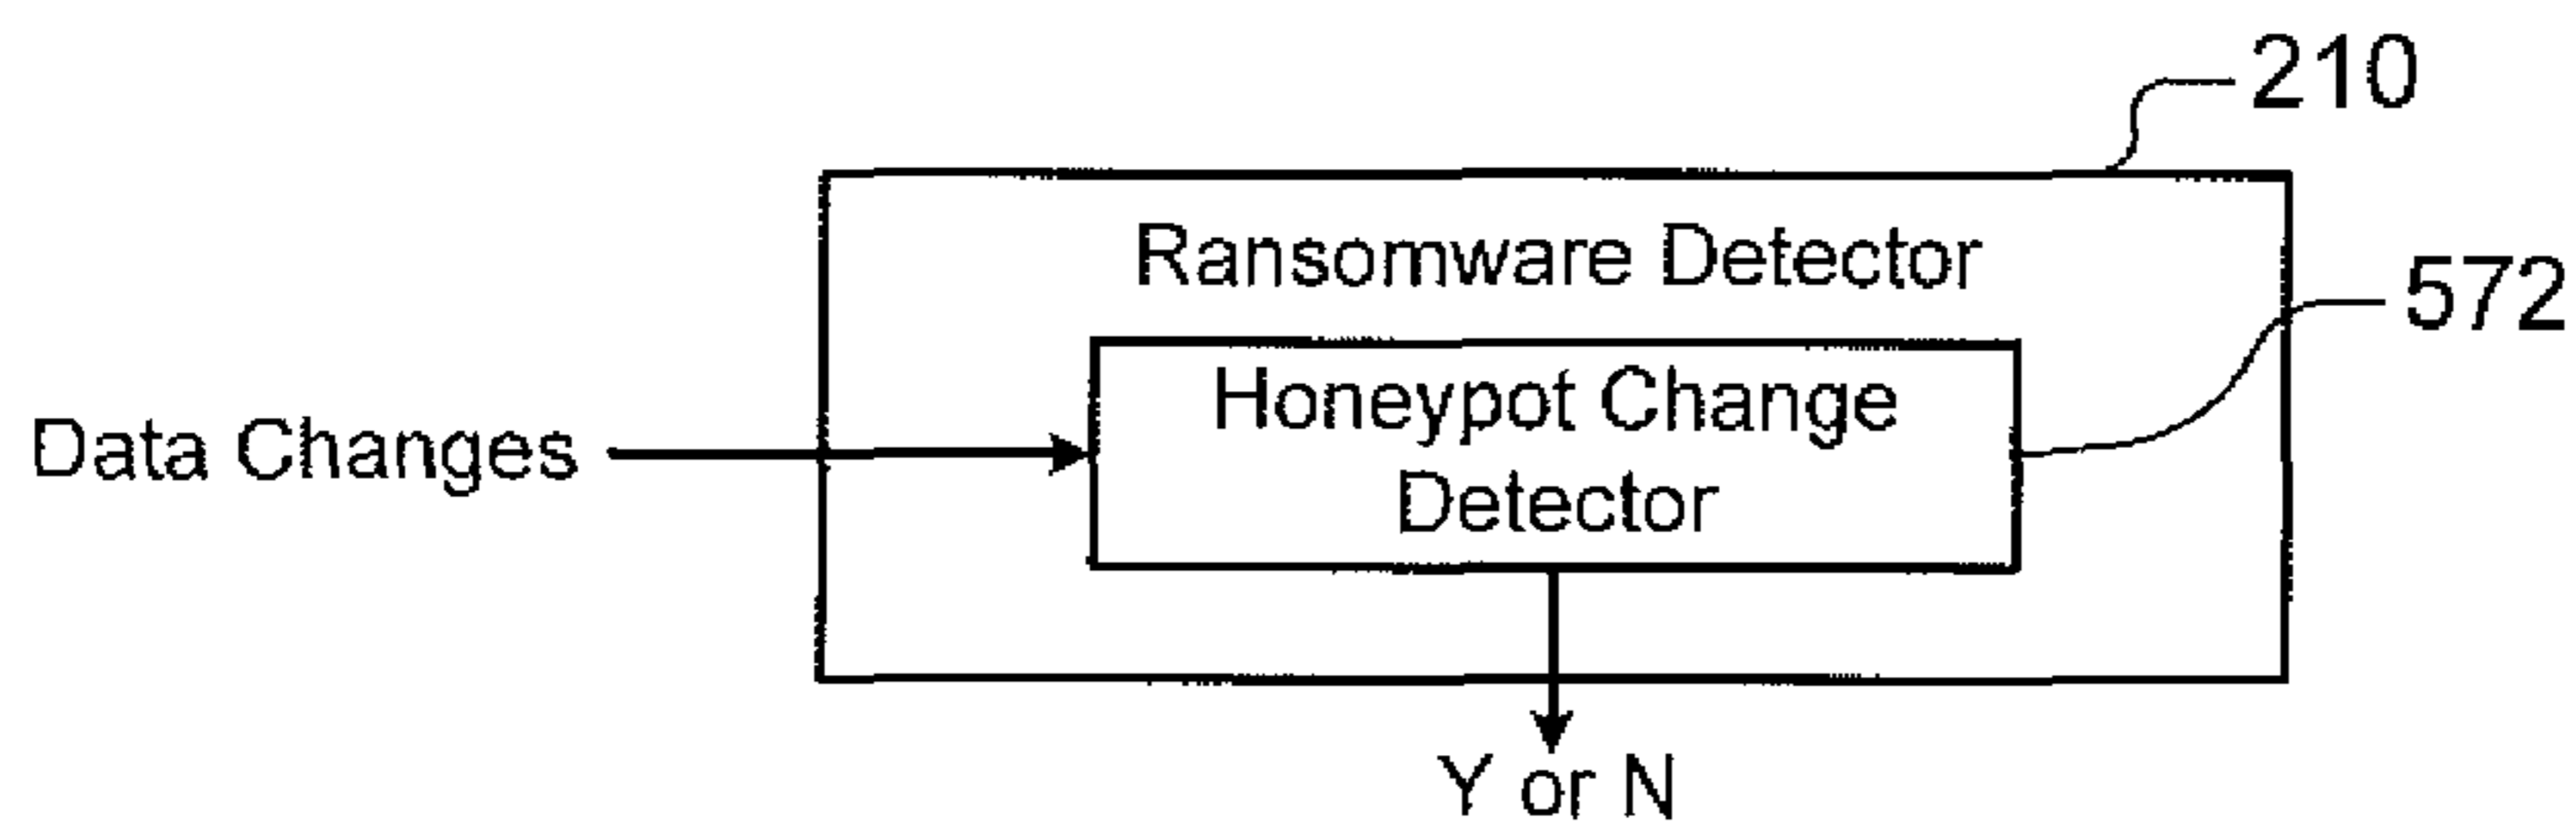 210
Ransomware Detector
572
Honeypot Change
Detector
Data Changes
Y or N